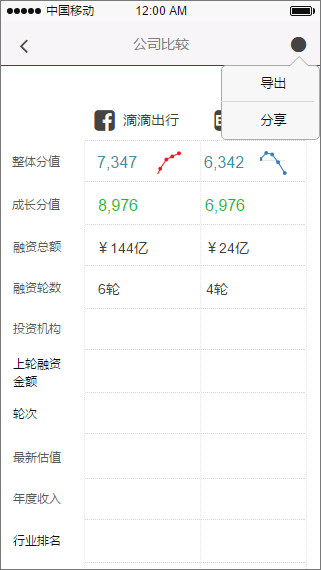 中国移动 12:00 AM
公司比较
导出
分享
滴滴出行
整体分值 7,347 6,342
成长分值 8,976 6,976
融资总额 ￥144亿 ￥24亿
融资轮数 6轮 4轮
投资机构
上轮融资
金额
轮次
最新估值
年度收入
行业排名